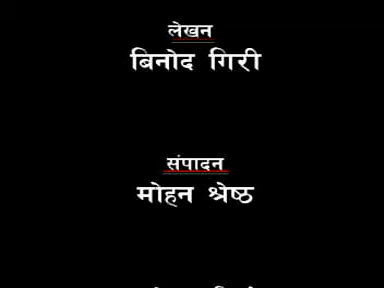 लेखन
बिनोद गिरी
संपादन
मोहन श्रेष्ठ